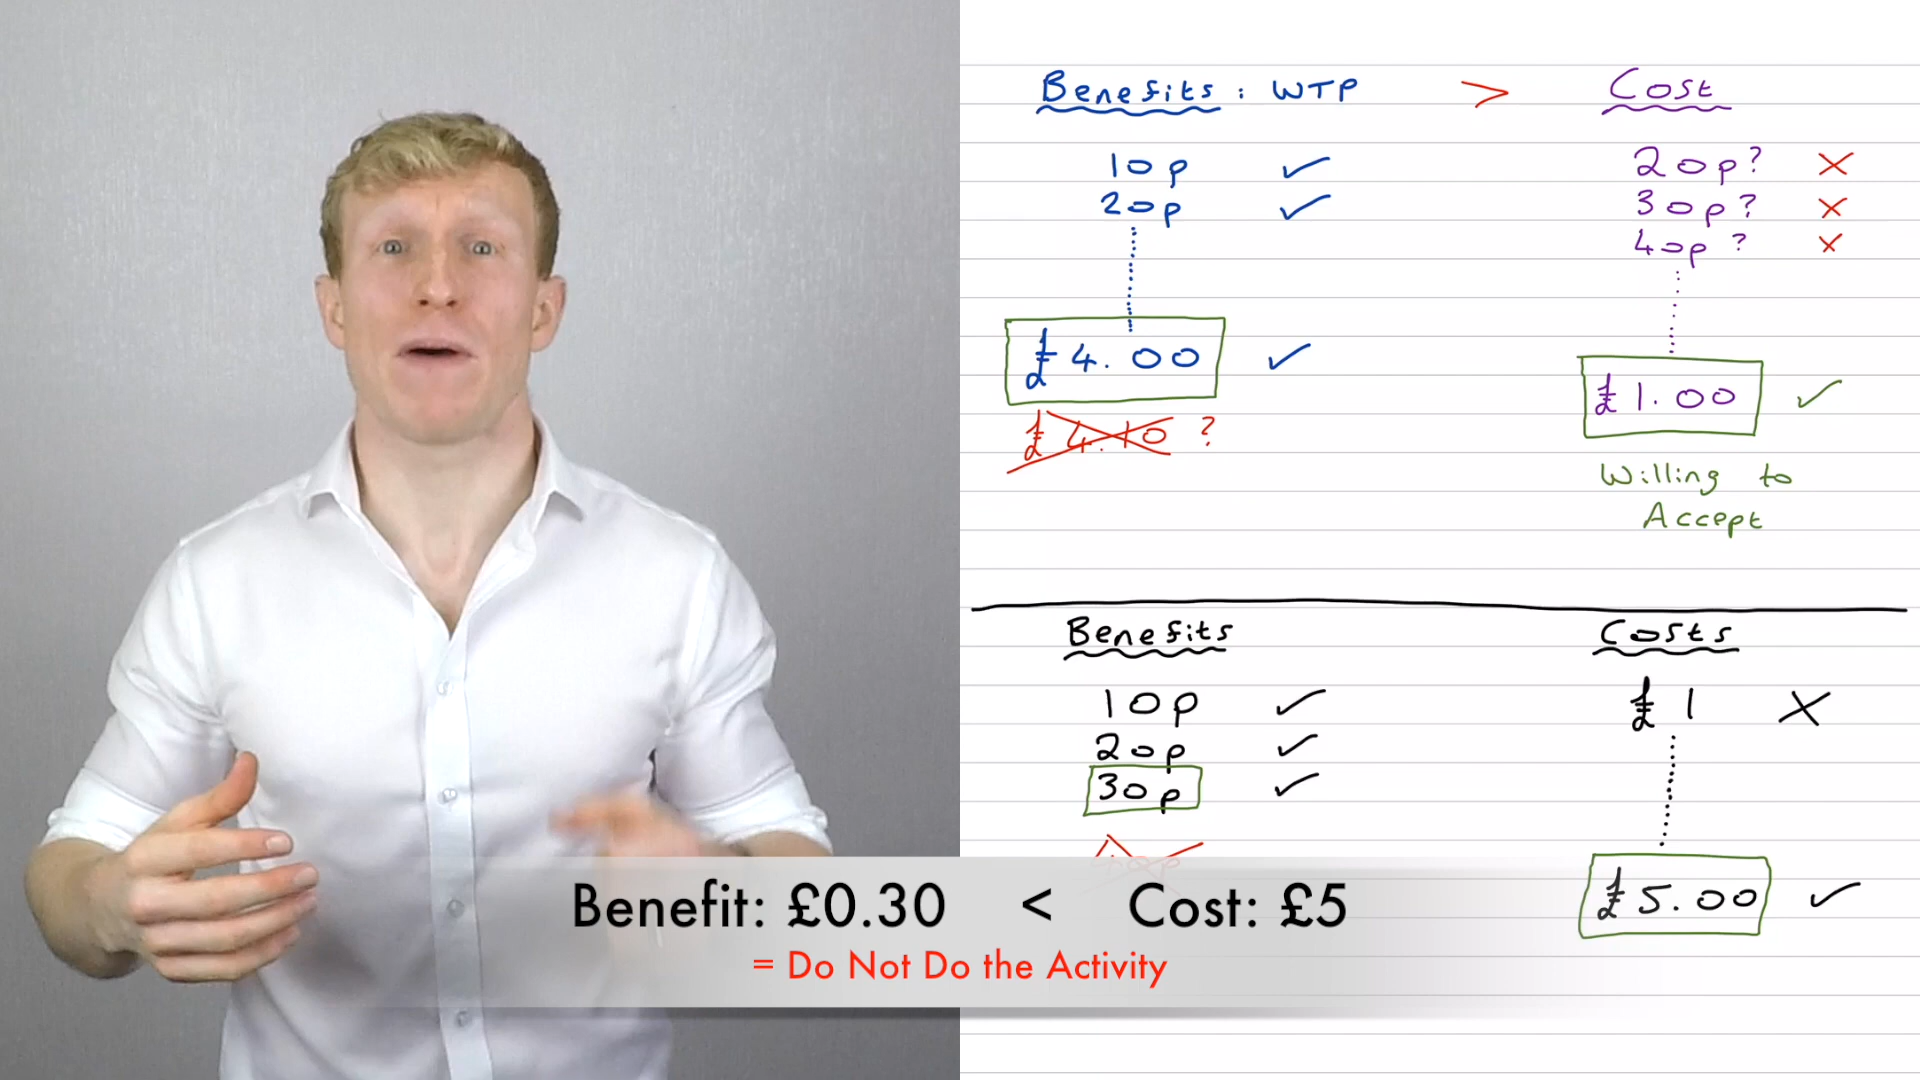 Benefits : WTP > Cost
10p ✓ 20p? ✗
20p ✓ 30p? ✗
40p ? ✗
£4.00 ✓
£1.00 ✓
£4.10 ?
Willing to
Accept
Benefits Costs
10p ✓ £1 ✗
20p ✓
30p ✓
40p
£5.00 ✓
Benefit: £0.30 < Cost: £5
= Do Not Do the Activity